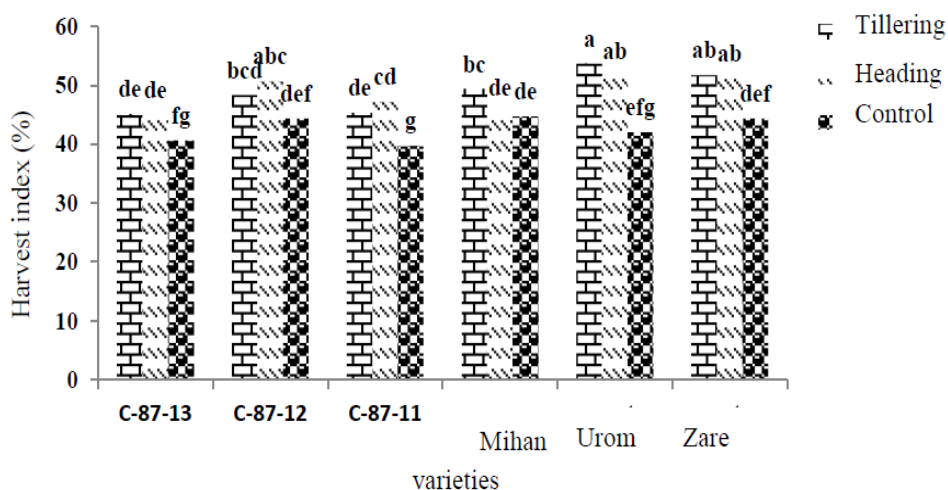 Harvest index (%)
60
50
40
30
20
10
0
de de fg
bcd abc def
de cd g
bc de de
a ab efg
ab ab def
Tillering
Heading
Control
C-87-13 C-87-12 C-87-11 Mihan Urom Zare
varieties